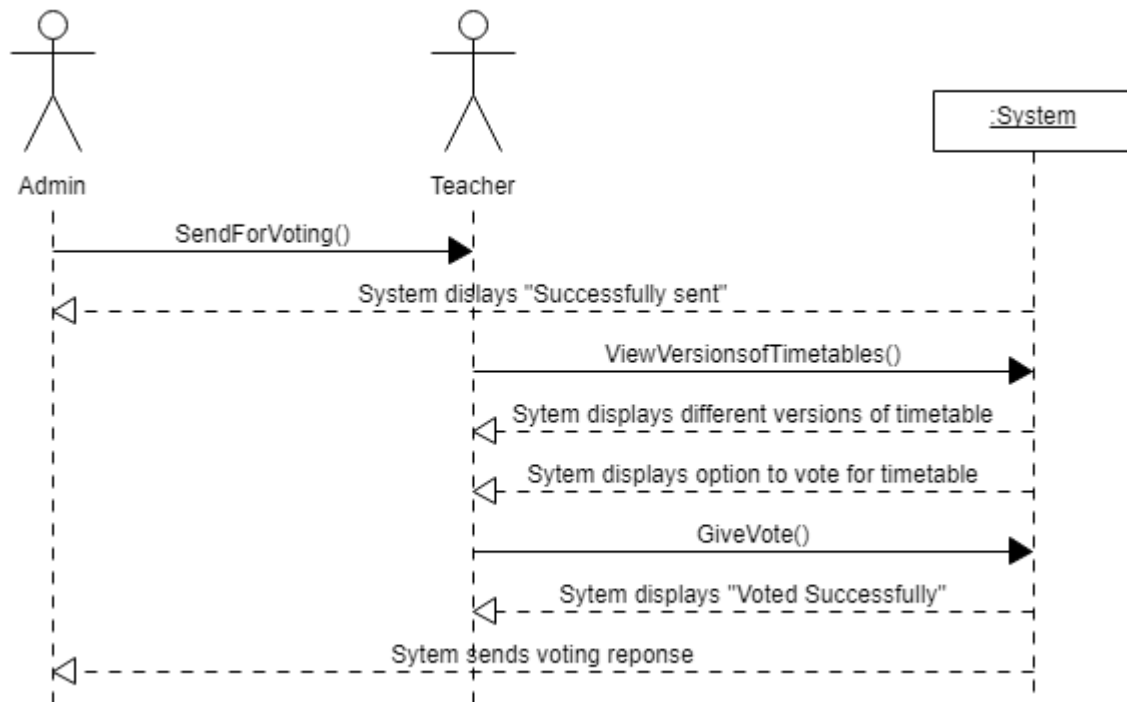 :System
Admin
Teacher
SendForVoting()
System dislays "Successfully sent"
ViewVersionsofTimetables()
Sytem displays different versions of timetable
Sytem displays option to vote for timetable
GiveVote()
Sytem displays "Voted Successfully"
Sytem sends voting reponse